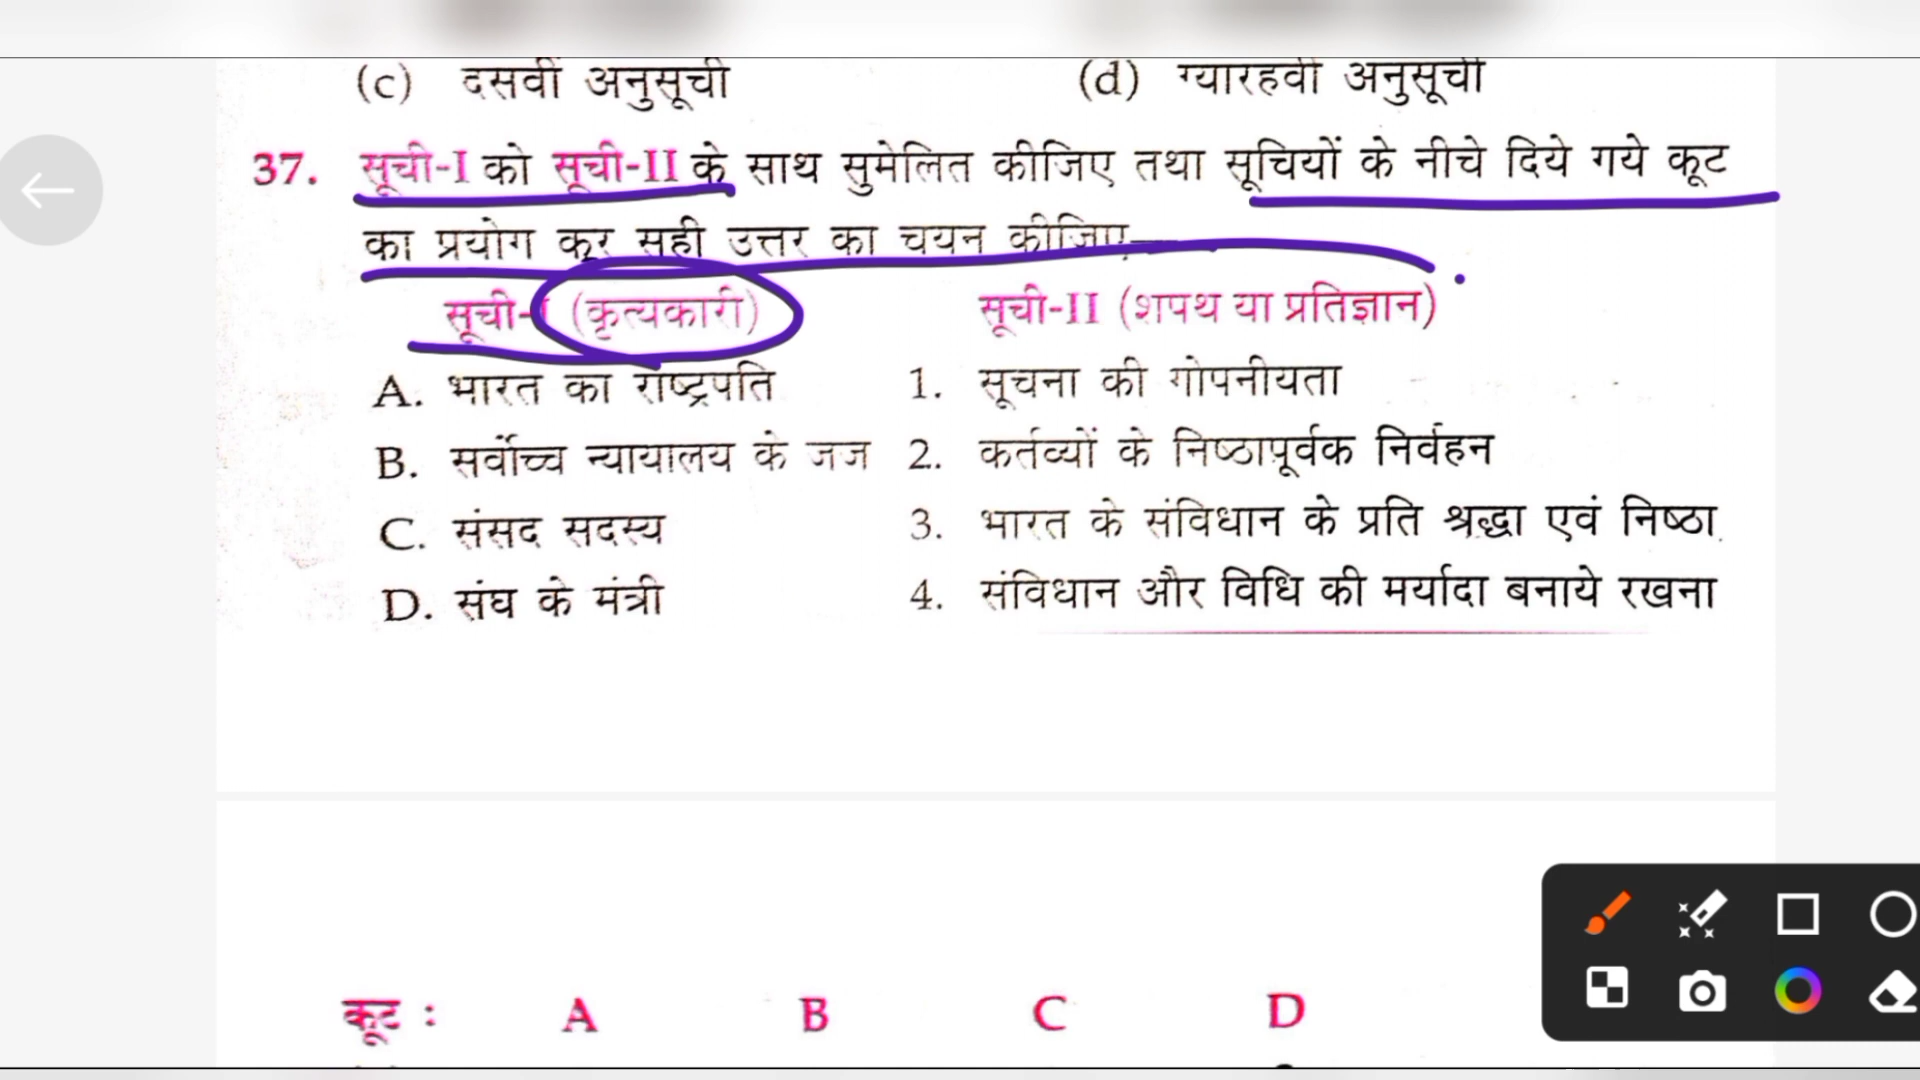 (c) दसवीं अनुसूची (d) ग्यारहवीं अनुसूची
37. सूची-I को सूची-II के साथ सुमेलित कीजिए तथा सूचियों के नीचे दिये गये कूट
का प्रयोग कर सही उत्तर का चयन कीजिए—
सूची-I (कृत्यकारी) सूची-II (शपथ या प्रतिज्ञान)
A. भारत का राष्ट्रपति 1. सूचना की गोपनीयता
B. सर्वोच्च न्यायालय के जज 2. कर्तव्यों के निष्ठापूर्वक निर्वहन
C. संसद सदस्य 3. भारत के संविधान के प्रति श्रद्धा एवं निष्ठा
D. संघ के मंत्री 4. संविधान और विधि की मर्यादा बनाये रखना
कूट : A B C D